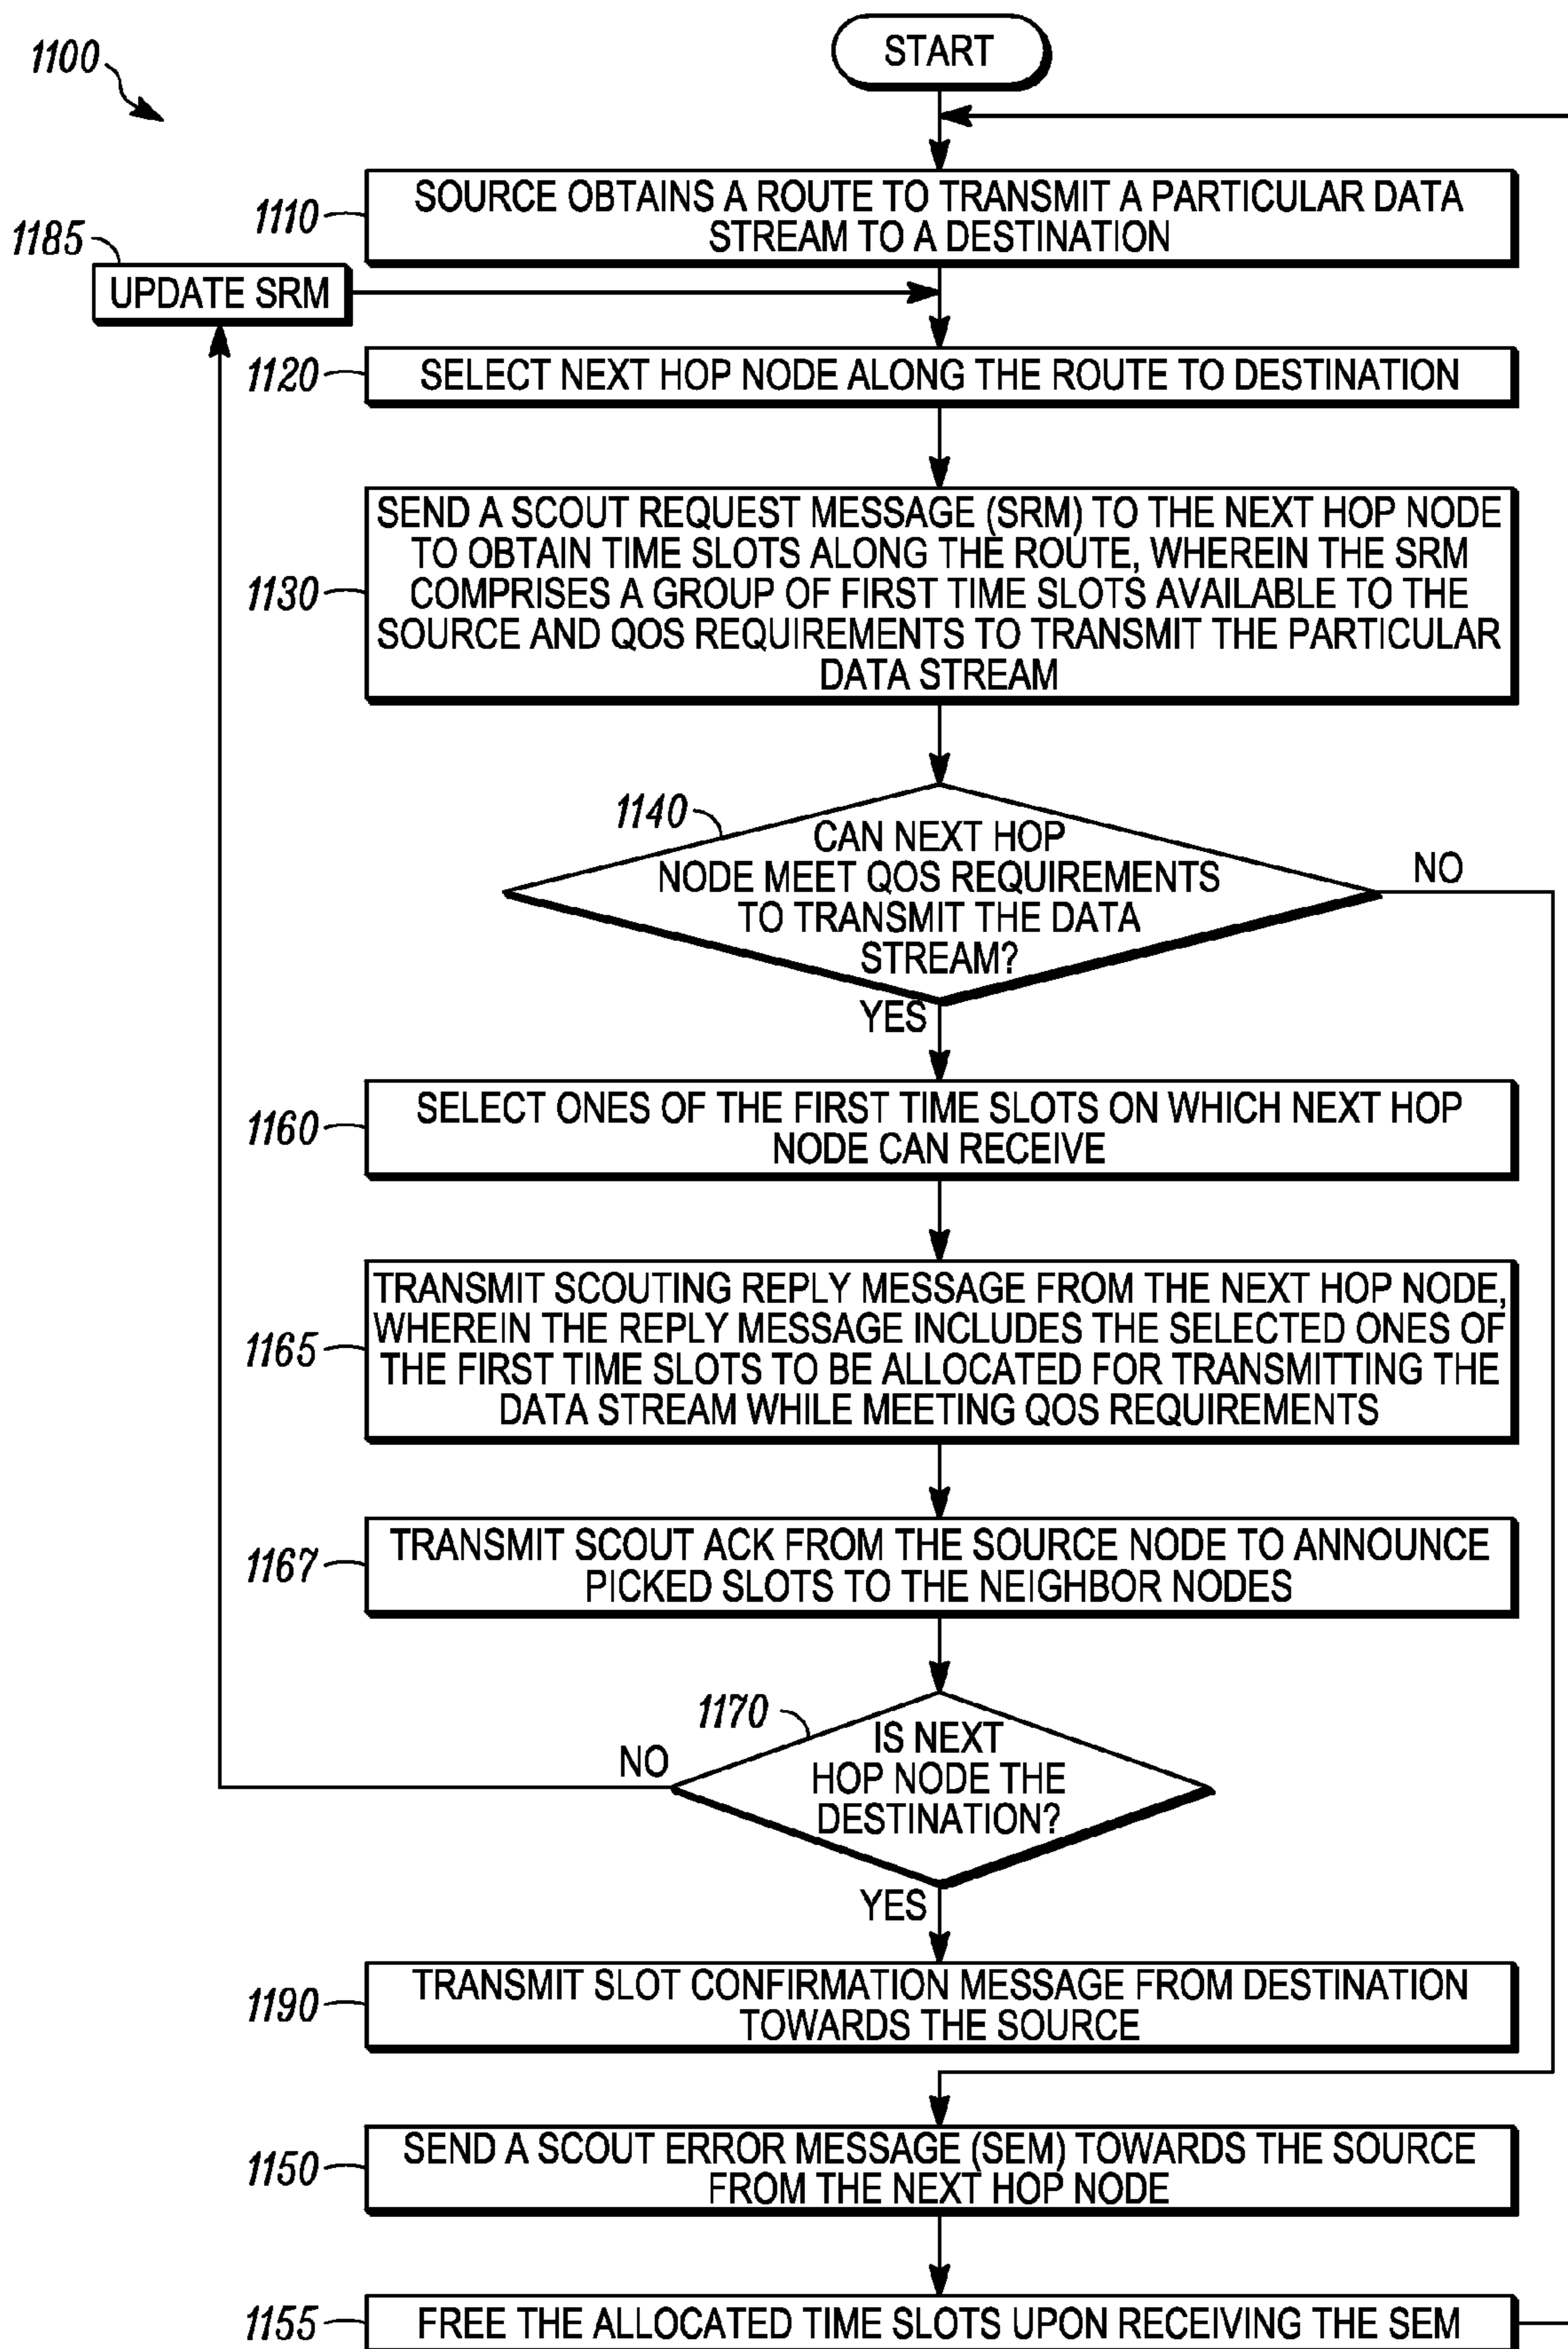 1100
START
1110
SOURCE OBTAINS A ROUTE TO TRANSMIT A PARTICULAR DATA
STREAM TO A DESTINATION
1185
UPDATE SRM
1120
SELECT NEXT HOP NODE ALONG THE ROUTE TO DESTINATION
1130
SEND A SCOUT REQUEST MESSAGE (SRM) TO THE NEXT HOP NODE
TO OBTAIN TIME SLOTS ALONG THE ROUTE, WHEREIN THE SRM
COMPRISES A GROUP OF FIRST TIME SLOTS AVAILABLE TO THE
SOURCE AND QOS REQUIREMENTS TO TRANSMIT THE PARTICULAR
DATA STREAM
1140
CAN NEXT HOP
NODE MEET QOS REQUIREMENTS
TO TRANSMIT THE DATA
STREAM?
NO
YES
1160
SELECT ONES OF THE FIRST TIME SLOTS ON WHICH NEXT HOP
NODE CAN RECEIVE
1165
TRANSMIT SCOUTING REPLY MESSAGE FROM THE NEXT HOP NODE,
WHEREIN THE REPLY MESSAGE INCLUDES THE SELECTED ONES OF
THE FIRST TIME SLOTS TO BE ALLOCATED FOR TRANSMITTING THE
DATA STREAM WHILE MEETING QOS REQUIREMENTS
1167
TRANSMIT SCOUT ACK FROM THE SOURCE NODE TO ANNOUNCE
PICKED SLOTS TO THE NEIGHBOR NODES
1170
IS NEXT
HOP NODE THE
DESTINATION?
NO
YES
1190
TRANSMIT SLOT CONFIRMATION MESSAGE FROM DESTINATION
TOWARDS THE SOURCE
1150
SEND A SCOUT ERROR MESSAGE (SEM) TOWARDS THE SOURCE
FROM THE NEXT HOP NODE
1155
FREE THE ALLOCATED TIME SLOTS UPON RECEIVING THE SEM